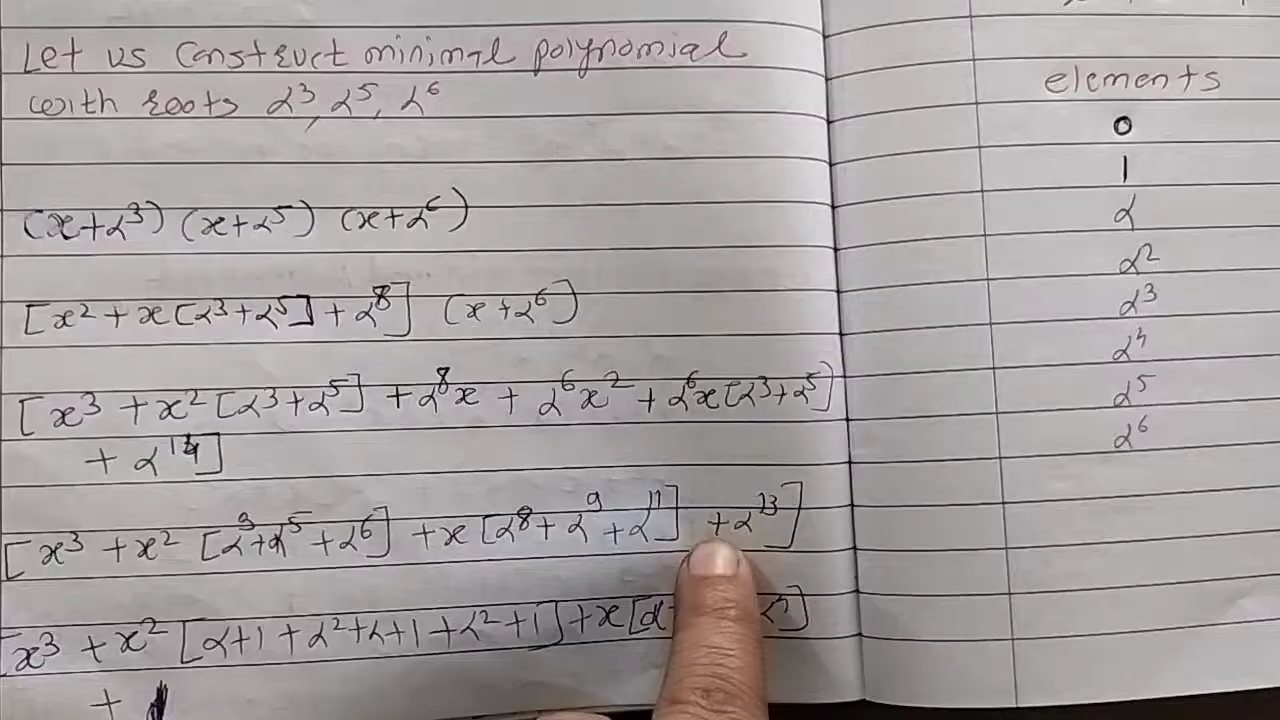 Let us construct minimal polynomial
with roots α³, α⁵, α⁶
(x+α³) (x+α⁵) (x+α⁶)
[x² + x[α³+α⁵] + α⁸] (x+α⁶)
[x³ + x²[α³+α⁵] + α⁸x + α⁶x² + α⁶x[α³+α⁵]
+ α¹⁴]
[x³ + x² [α³+α⁵+α⁶] + x[α⁸+α⁹+α¹¹] +α¹³]
[x³ + x² [α+1+α²+α+1+α²+1] + x[α
+
elements
0
1
α
α²
α³
α⁴
α⁵
α⁶